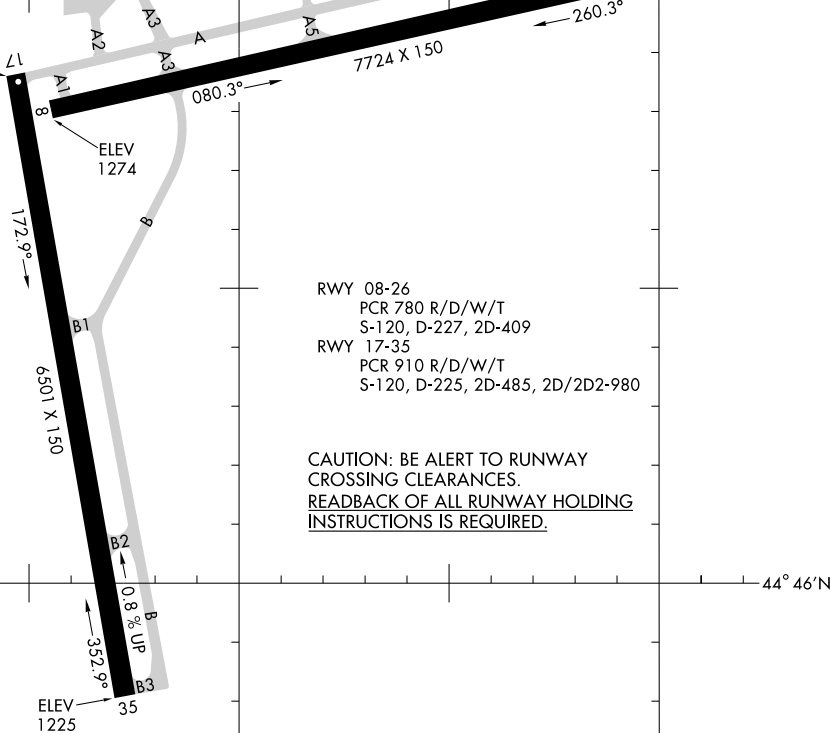 A3
260.3°
A2
A
A5
17
A3
7724 X 150
A1
080.3°
8
ELEV
1274
172.9°
B
RWY 08-26
PCR 780 R/D/W/T
S-120, D-227, 2D-409
B1
RWY 17-35
PCR 910 R/D/W/T
S-120, D-225, 2D-485, 2D/2D2-980
6501 X 150
CAUTION: BE ALERT TO RUNWAY
CROSSING CLEARANCES.
READBACK OF ALL RUNWAY HOLDING
INSTRUCTIONS IS REQUIRED.
B2
44° 46'N
0.8 % UP
B
352.9°
B3
ELEV
1225
35